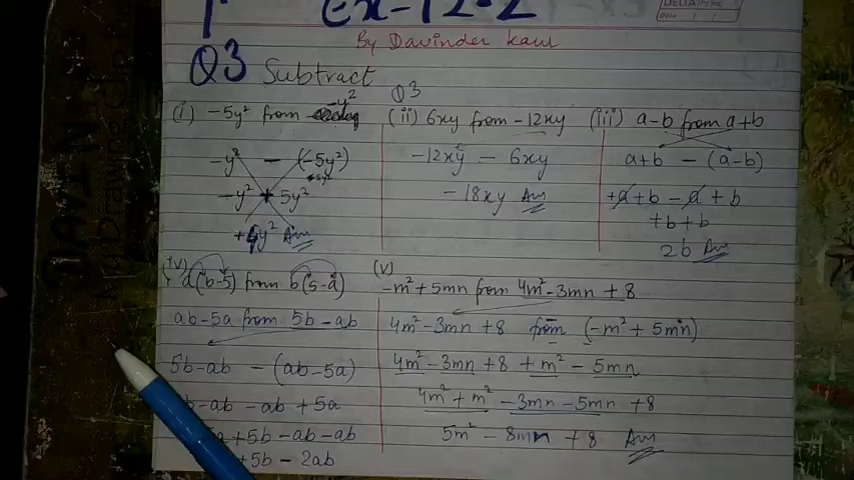 Ex-12.2
By Davinder Kaur
Q3 Subtract
Q3
(i) -5y² from -y²
-y² - (-5y²)
-y² + 5y²
+4y² Ans
(ii) 6xy from -12xy
-12xy - 6xy
-18xy Ans
(iii) a-b from a+b
a+b - (a-b)
+a+b - a + b
+b+b
2b Ans
(iv) a(b-5) from b(5-a)
ab-5a from 5b-ab
5b-ab - (ab-5a)
-ab -ab +5a
+5b -ab -ab
+5b - 2ab
(v)
-m²+5mn from 4m²-3mn+8
4m²-3mn+8 from (-m²+5mn)
4m²-3mn+8 +m² -5mn
4m²+m² -3mn -5mn +8
5m² - 8mn +8 Ans